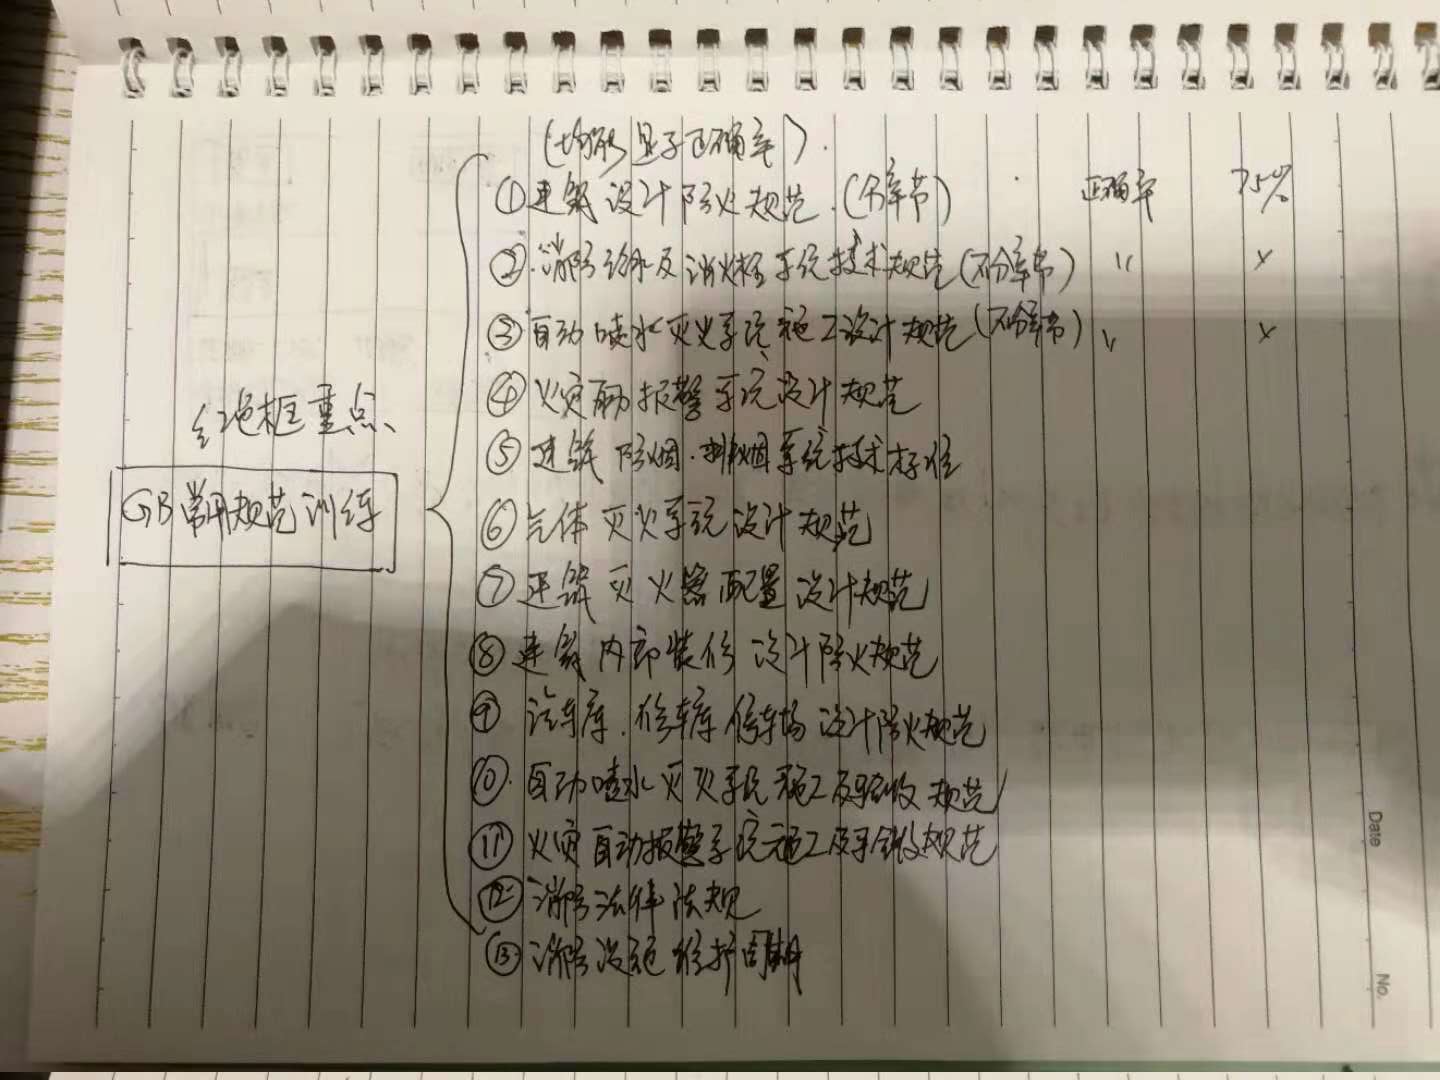 (均需显示正确率).
①建筑设计防火规范.(分章节) 正确率 75%
②.消防给水及消火栓系统技术规范(不分章节) 〃 ×
③自动喷水灭火系统施工设计规范(不分章节) 〃 ×
④火灾自动报警系统设计规范
红色框重点、
⑤建筑防烟.排烟系统技术标准
GB常用规范训练
⑥气体灭火系统设计规范
⑦建筑灭火器配置设计规范
⑧建筑内部装修设计防火规范
⑨汽车库.修车库停车场设计防火规范
⑩.自动喷水灭火系统施工及验收规范
⑪火灾自动报警系统施工及验收规范
⑫消防法律法规
⑬消防设施维护周期
Date
No.